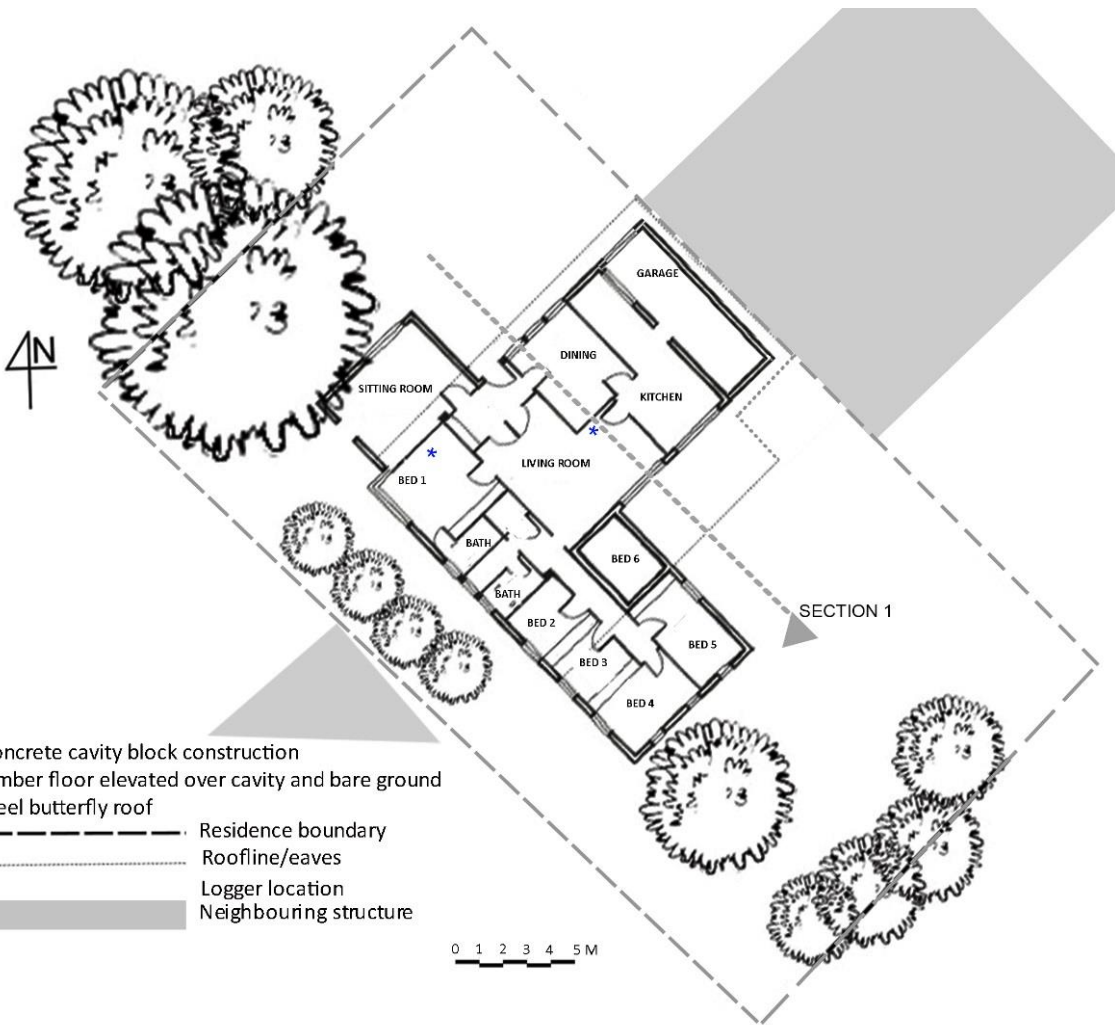 N
GARAGE
DINING
SITTING ROOM
KITCHEN
LIVING ROOM
BED 1
BATH
BED 6
BATH
BED 2
SECTION 1
BED 5
BED 3
BED 4
oncrete cavity block construction
mber floor elevated over cavity and bare ground
eel butterfly roof
Residence boundary
Roofline/eaves
Logger location
Neighbouring structure
0 1 2 3 4 5 M